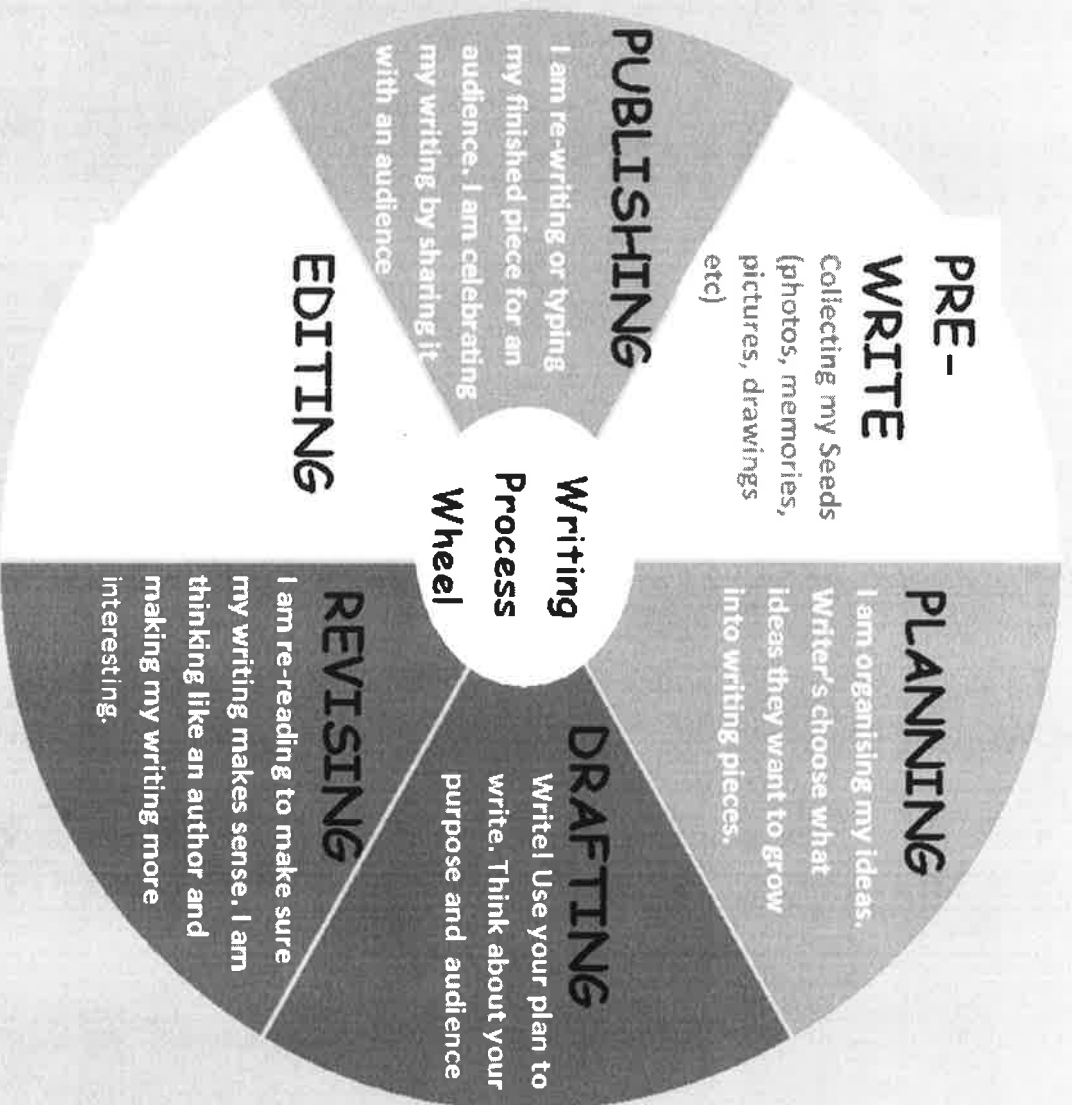 Writing
Process
Wheel
PRE-
WRITE
Collecting my Seeds
(photos, memories,
pictures, drawings
etc)
PLANNING
I am organising my ideas.
Writer's choose what
ideas they want to grow
into writing pieces.
DRAFTING
Write! Use your plan to
write. Think about your
purpose and audience
REVISING
I am re-reading to make sure
my writing makes sense. I am
thinking like an author and
making my writing more
interesting.
EDITING
PUBLISHING
I am re-writing or typing
my finished piece for an
audience. I am celebrating
my writing by sharing it
with an audience